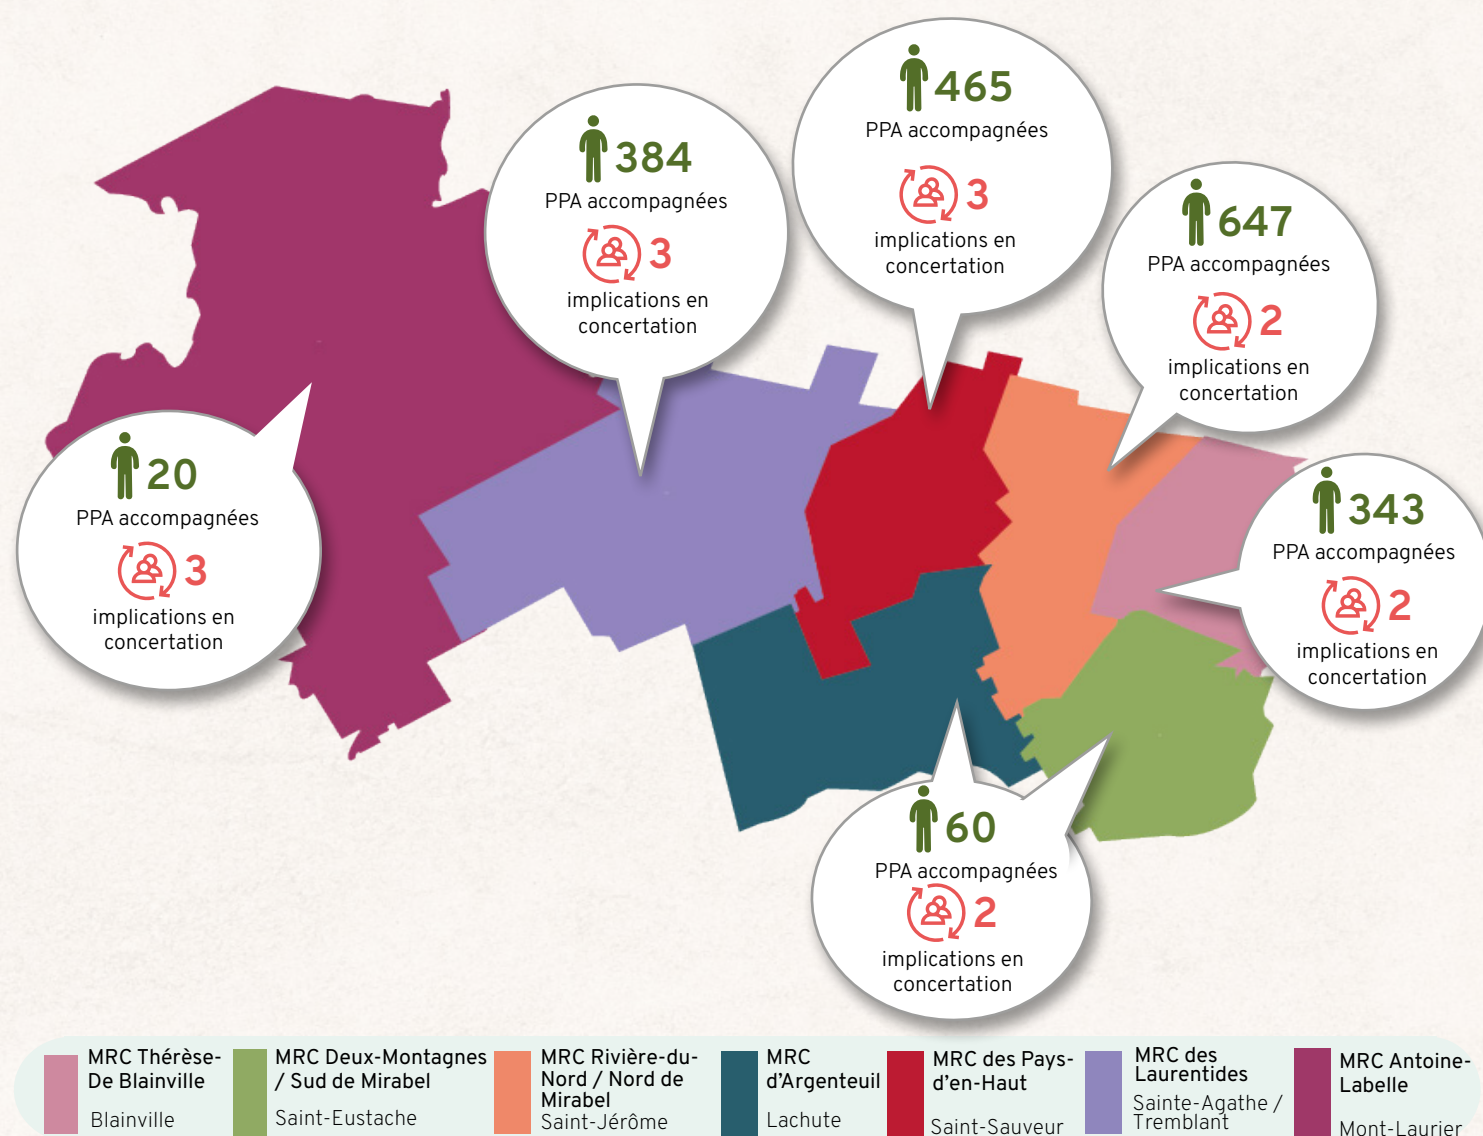 465
PPA accompagnées
3
implications en
concertation
384
PPA accompagnées
3
implications en
concertation
647
PPA accompagnées
2
implications en
concertation
20
PPA accompagnées
3
implications en
concertation
343
PPA accompagnées
2
implications en
concertation
60
PPA accompagnées
2
implications en
concertation
MRC Thérèse-
De Blainville
Blainville
MRC Deux-Montagnes
/ Sud de Mirabel
Saint-Eustache
MRC Rivière-du-
Nord / Nord de
Mirabel
Saint-Jérôme
MRC
d'Argenteuil
Lachute
MRC des Pays-
d'en-Haut
Saint-Sauveur
MRC des
Laurentides
Sainte-Agathe /
Tremblant
MRC Antoine-
Labelle
Mont-Laurier